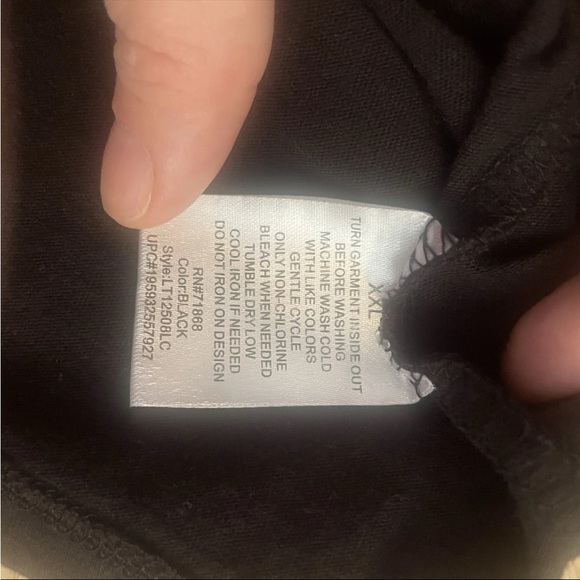 XXL
TURN GARMENT INSIDE OUT
BEFORE WASHING
MACHINE WASH COLD
WITH LIKE COLORS
GENTLE CYCLE
ONLY NON-CHLORINE
BLEACH WHEN NEEDED
TUMBLE DRY LOW
COOL IRON IF NEEDED
DO NOT IRON ON DESIGN
RN#71868
Color:BLACK
Style:LT12508LC
UPC#195932557927